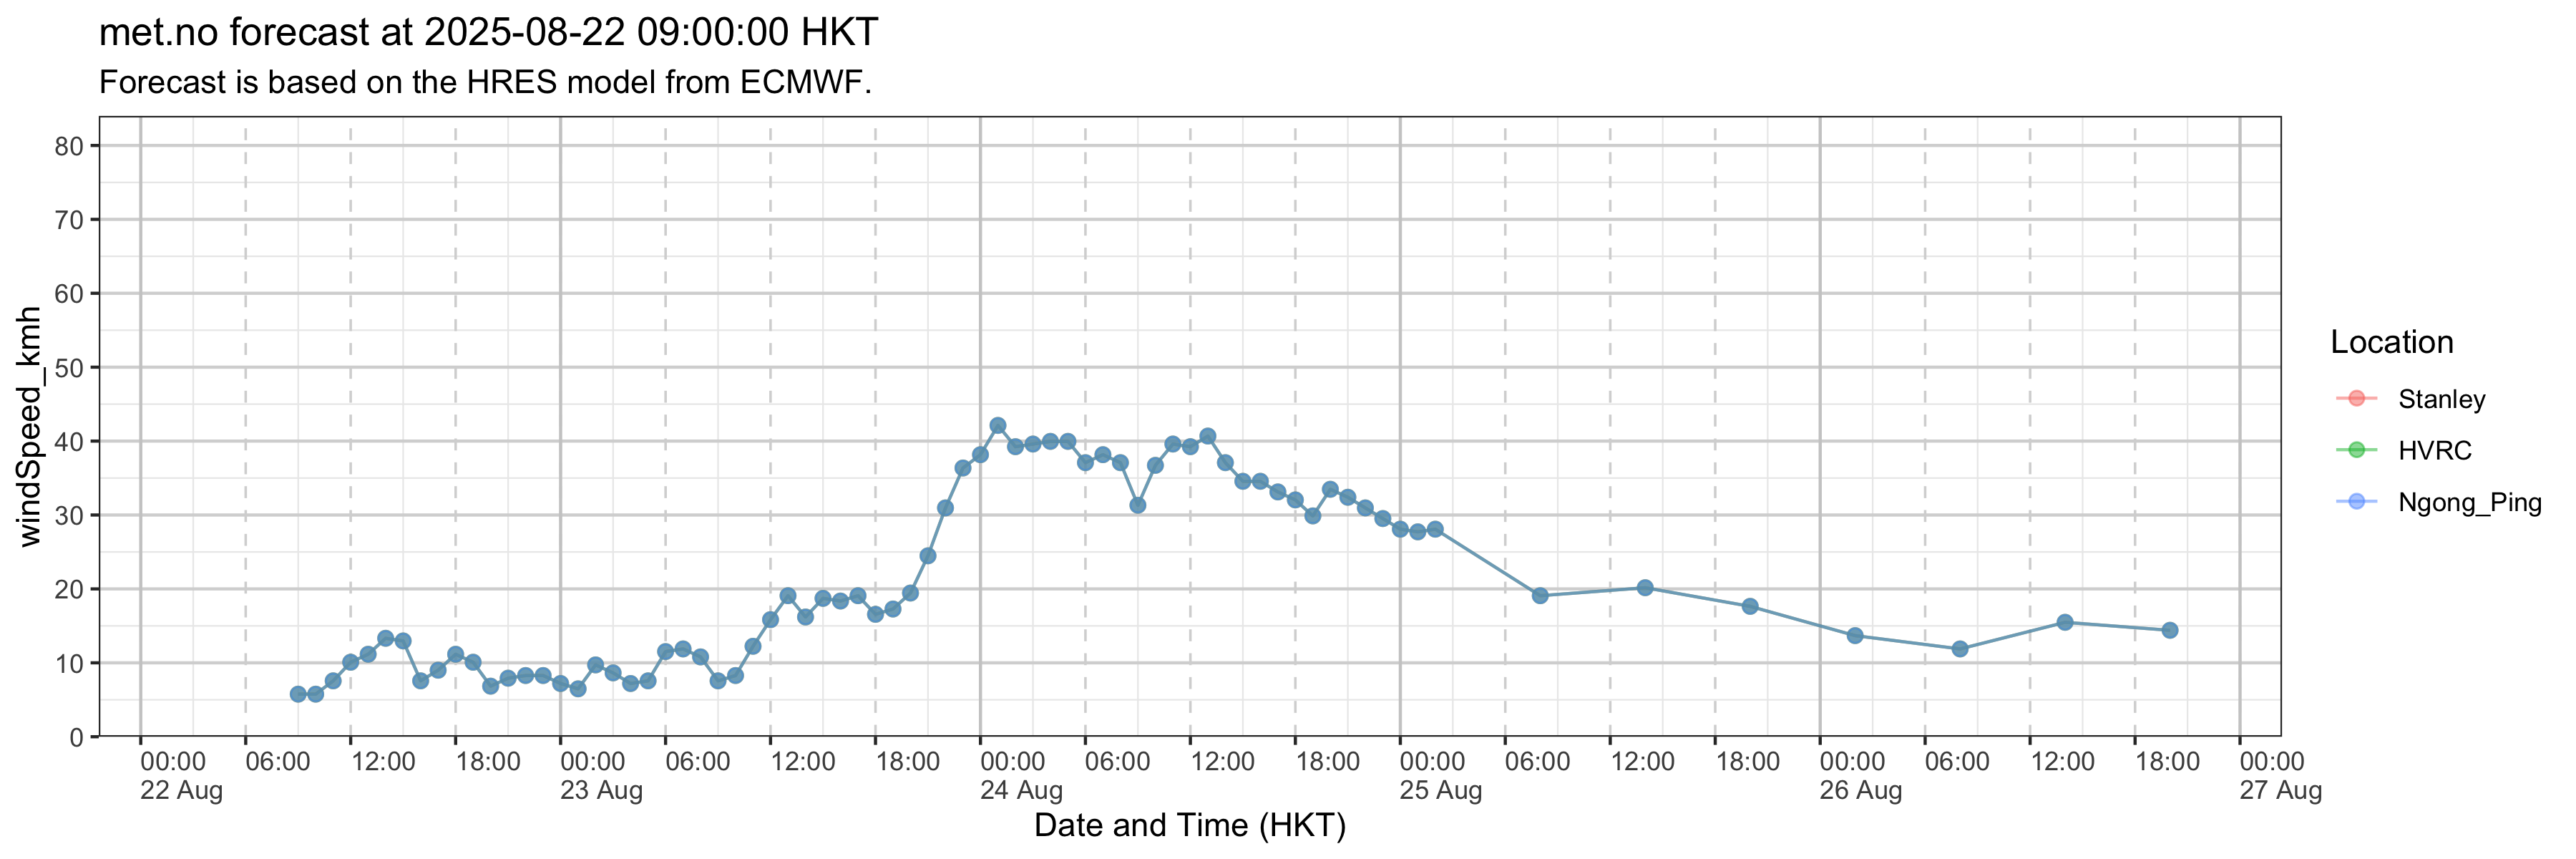 met.no forecast at 2025-08-22 09:00:00 HKT
Forecast is based on the HRES model from ECMWF.
windSpeed_kmh
80
70
60
50
40
30
20
10
0
00:00 06:00 12:00 18:00 00:00 06:00 12:00 18:00 00:00 06:00 12:00 18:00 00:00 06:00 12:00 18:00 00:00 06:00 12:00 18:00 00:00
22 Aug 23 Aug 24 Aug 25 Aug 26 Aug 27 Aug
Date and Time (HKT)
Location
Stanley
HVRC
Ngong_Ping